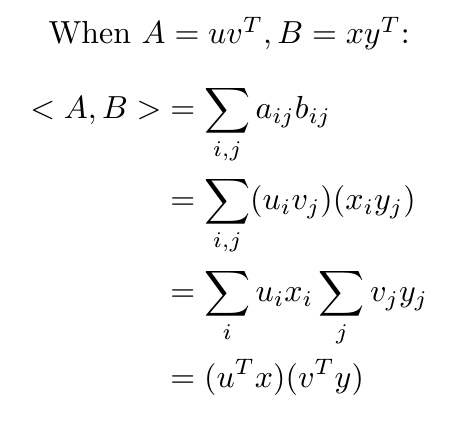 When $A = uv^T, B = xy^T$:
$< A, B > = \sum_{i,j} a_{ij} b_{ij}$
$= \sum_{i,j} (u_i v_j)(x_i y_j)$
$= \sum_i u_i x_i \sum_j v_j y_j$
$= (u^T x)(v^T y)$